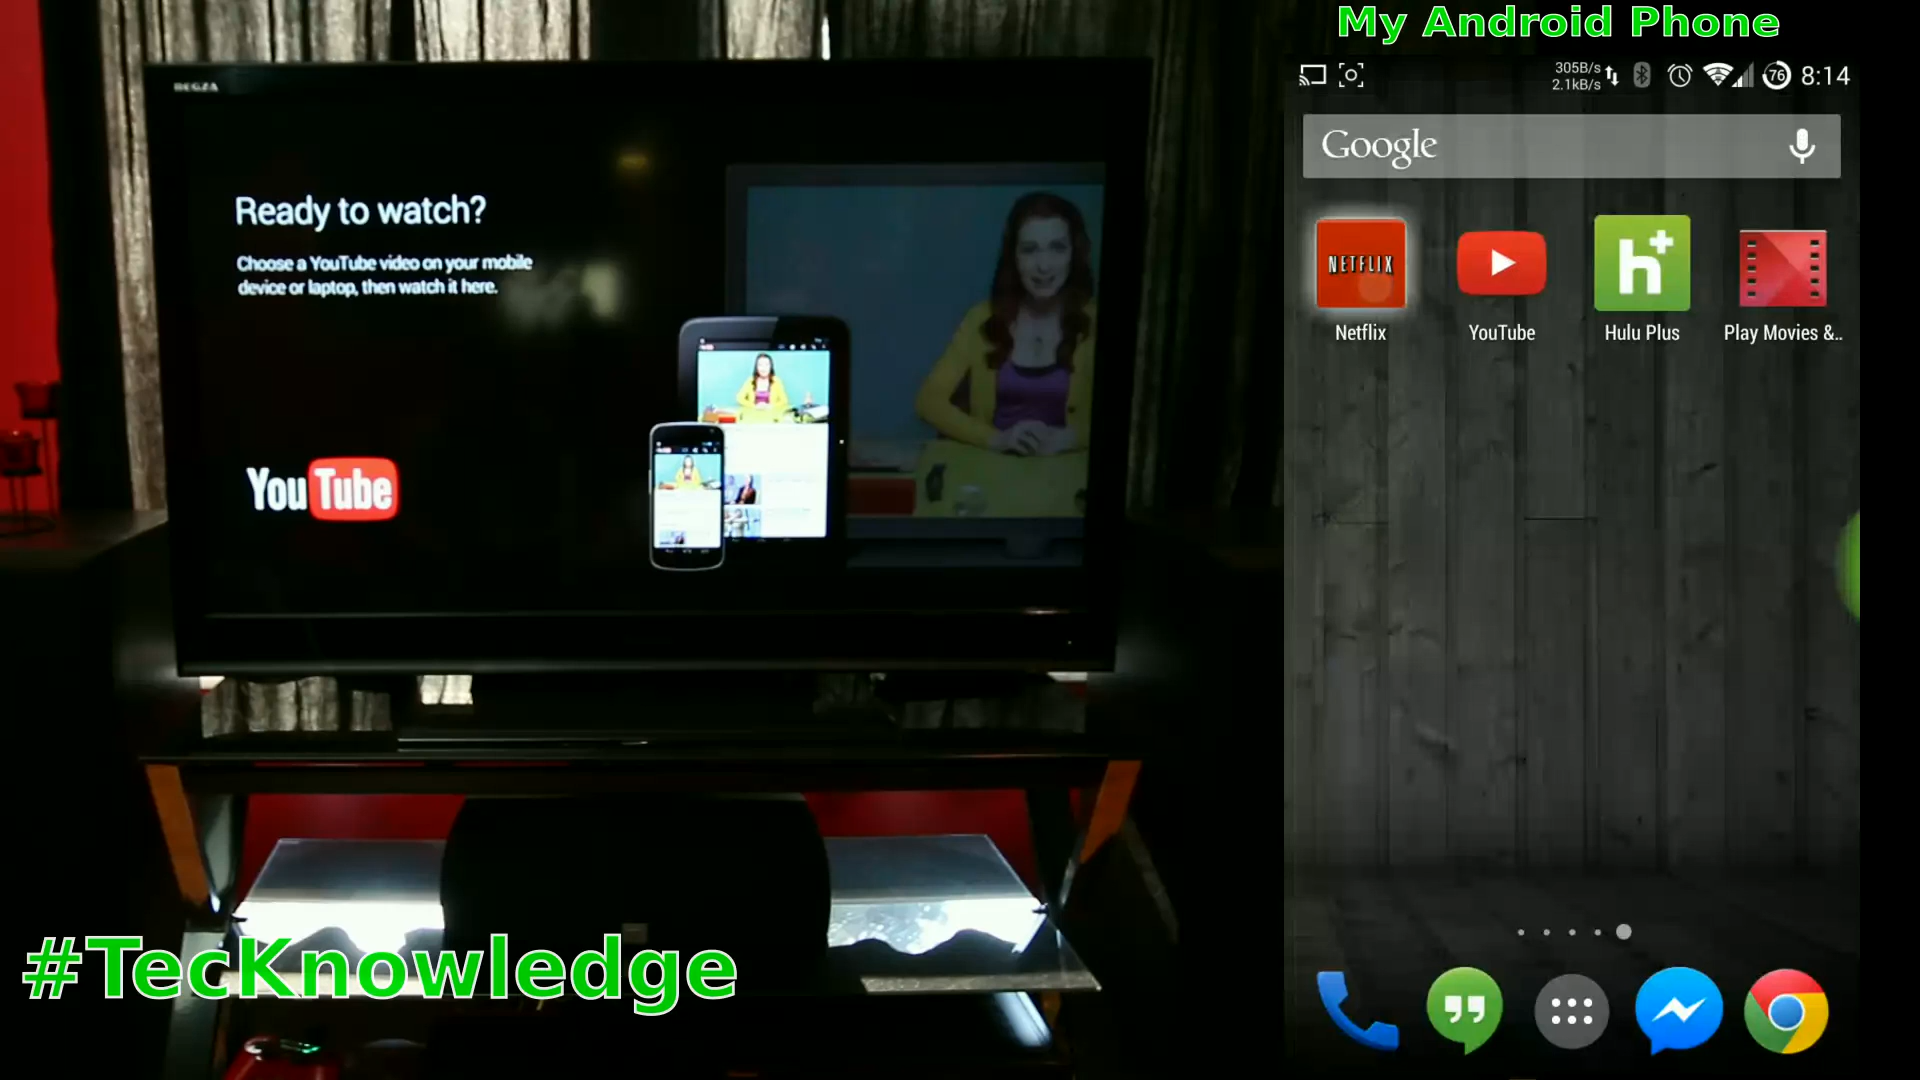 My Android Phone
REGZA
305B/s
2.1kB/s
76
8:14
Google
Ready to watch?
Choose a YouTube video on your mobile
device or laptop, then watch it here.
NETFLIX
h+
Netflix
YouTube
Hulu Plus
Play Movies &..
YouTube
#TecKnowledge